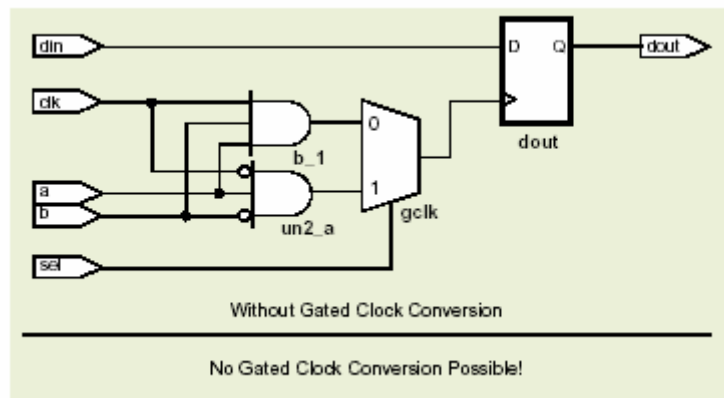 din
D
Q
dout
clk
0
dout
b_1
a
1
b
gclk
un2_a
sel
Without Gated Clock Conversion
No Gated Clock Conversion Possible!